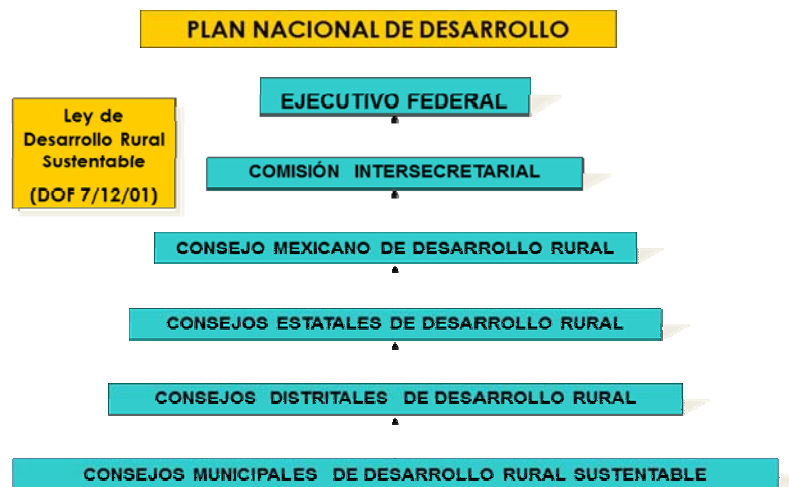 PLAN NACIONAL DE DESARROLLO
EJECUTIVO FEDERAL
Ley de
Desarrollo Rural
Sustentable
(DOF 7/12/01)
COMISIÓN INTERSECRETARIAL
CONSEJO MEXICANO DE DESARROLLO RURAL
CONSEJOS ESTATALES DE DESARROLLO RURAL
CONSEJOS DISTRITALES DE DESARROLLO RURAL
CONSEJOS MUNICIPALES DE DESARROLLO RURAL SUSTENTABLE